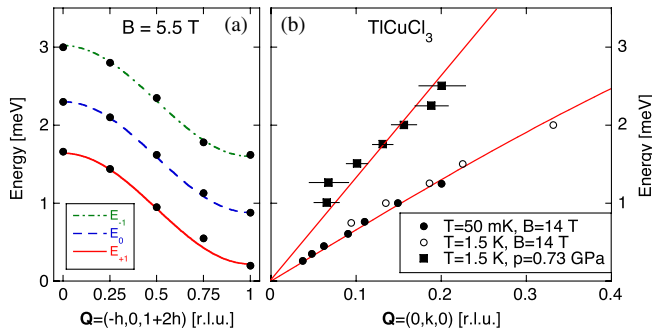 B = 5.5 T
(a)
Energy [meV]
3
2
1
0
E-1
E0
E+1
0 0.25 0.5 0.75 1
Q=(-h,0,1+2h) [r.l.u.]
(b)
TlCuCl3
3
2
1
Energy [meV]
T=50 mK, B=14 T
T=1.5 K, B=14 T
T=1.5 K, p=0.73 GPa
0 0.1 0.2 0.3 0.4
Q=(0,k,0) [r.l.u.]